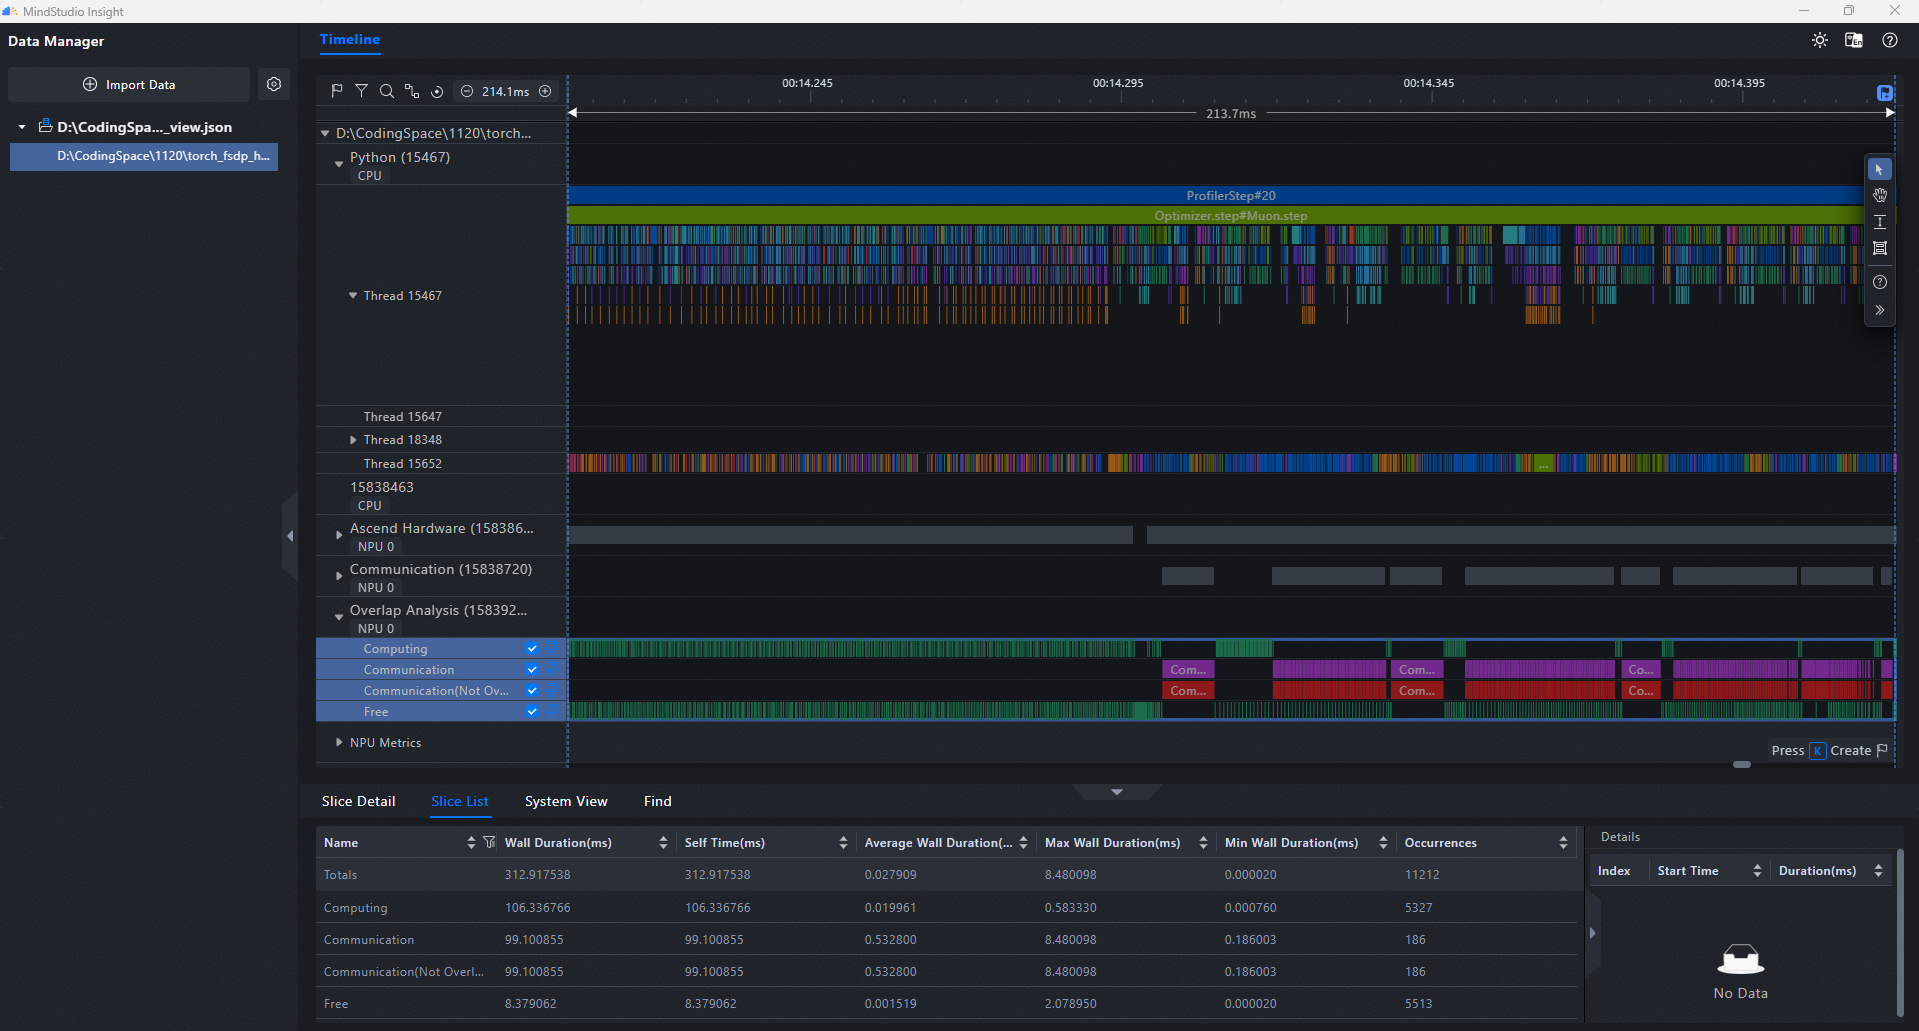 MindStudio Insight
Data Manager
Timeline
Import Data
D:\CodingSpa..._view.json
D:\CodingSpace\1120\torch_fsdp_h...
214.1ms
00:14.245
00:14.295
00:14.345
00:14.395
213.7ms
D:\CodingSpace\1120\torch...
Python (15467)
CPU
ProfilerStep#20
Optimizer.step#Muon.step
Thread 15467
Thread 15647
Thread 18348
Thread 15652
...
15838463
CPU
Ascend Hardware (158386...
NPU 0
Communication (15838720)
NPU 0
Overlap Analysis (158392...
NPU 0
Computing
Communication
Com...
Com...
Co...
Communication(Not Ov...
Com...
Com...
Co...
Free
NPU Metrics
Press K Create
Slice Detail
Slice List
System View
Find
Name
Wall Duration(ms)
Self Time(ms)
Average Wall Duration(...
Max Wall Duration(ms)
Min Wall Duration(ms)
Occurrences
Totals
312.917538
312.917538
0.027909
8.480098
0.000020
11212
Computing
106.336766
106.336766
0.019961
0.583330
0.000760
5327
Communication
99.100855
99.100855
0.532800
8.480098
0.186003
186
Communication(Not Overl...
99.100855
99.100855
0.532800
8.480098
0.186003
186
Free
8.379062
8.379062
0.001519
2.078950
0.000020
5513
Details
Index
Start Time
Duration(ms)
No Data